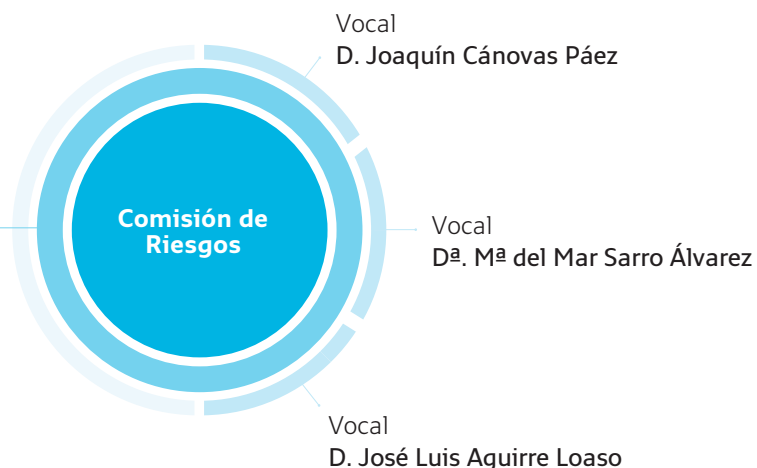 Vocal
D. Joaquín Cánovas Páez
Comisión de
Riesgos
Vocal
Dª. Mª del Mar Sarro Álvarez
Vocal
D. José Luis Aguirre Loaso